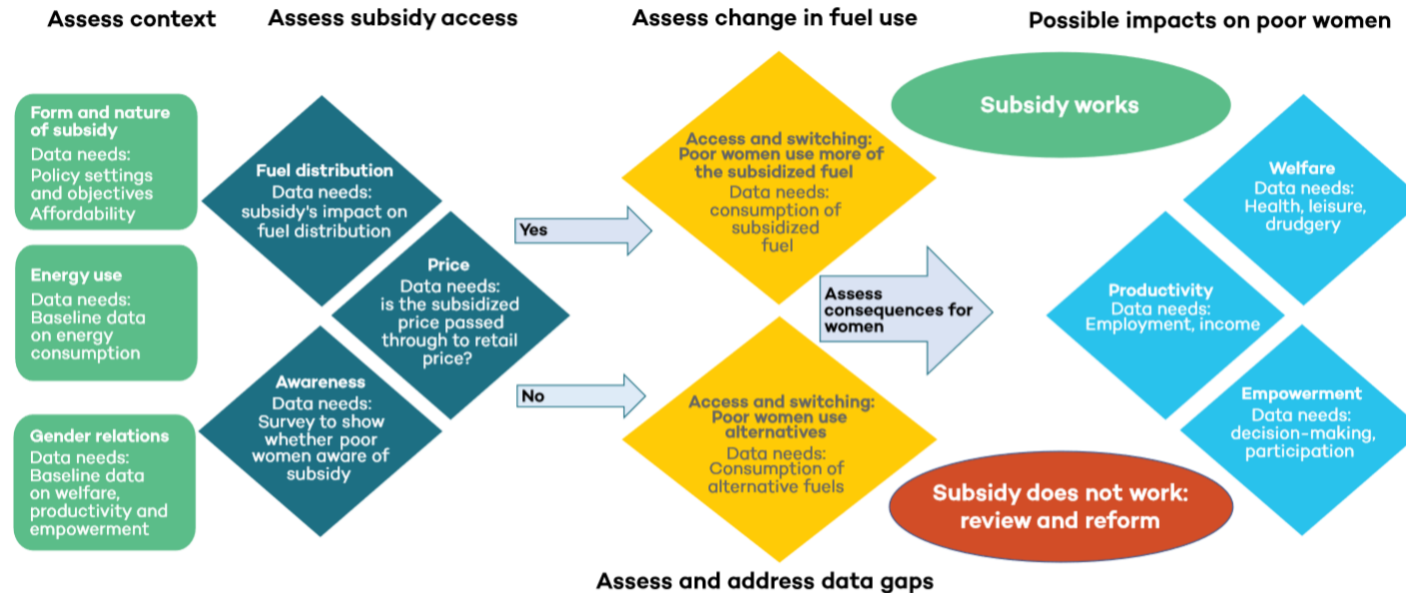 Assess context
Assess subsidy access
Assess change in fuel use
Possible impacts on poor women
Form and nature
of subsidy
Data needs:
Policy settings
and objectives
Affordability
Energy use
Data needs:
Baseline data
on energy
consumption
Gender relations
Data needs:
Baseline data
on welfare,
productivity and
empowerment
Fuel distribution
Data needs:
subsidy's impact on
fuel distribution
Price
Data needs:
is the subsidized
price passed
through to retail
price?
Awareness
Data needs:
Survey to show
whether poor
women aware of
subsidy
Yes
No
Access and switching:
Poor women use more of
the subsidized fuel
Data needs:
consumption of
subsidized
fuel
Access and switching:
Poor women use
alternatives
Data needs:
Consumption of
alternative fuels
Assess
consequences for
women
Subsidy works
Subsidy does not work:
review and reform
Welfare
Data needs:
Health, leisure,
drudgery
Productivity
Data needs:
Employment, income
Empowerment
Data needs:
decision-making,
participation
Assess and address data gaps